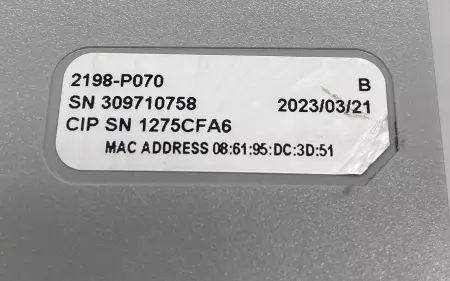 2198-P070 B
SN 309710758 2023/03/21
CIP SN 1275CFA6
MAC ADDRESS 08:61:95:DC:3D:51